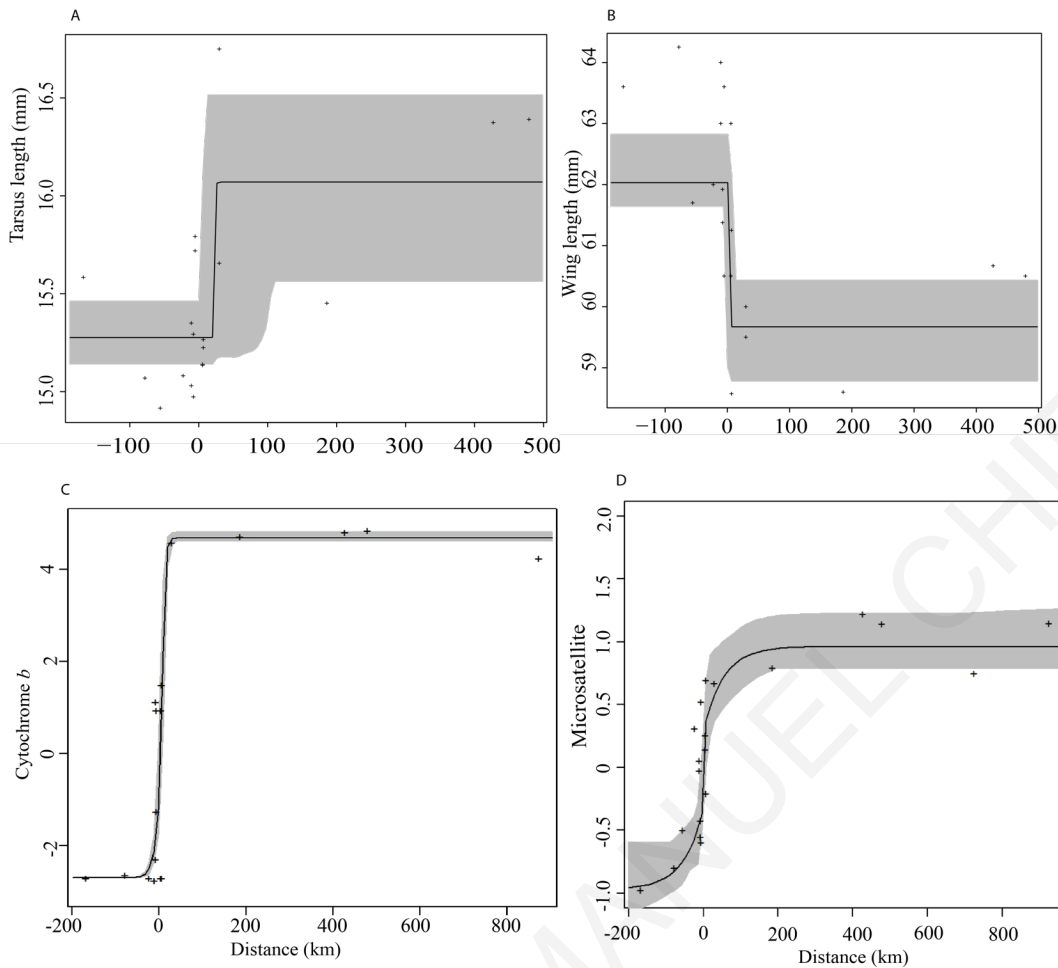 A
Tarsus length (mm)
16.5
16.0
15.5
15.0
−100 0 100 200 300 400 500
B
Wing length (mm)
64
63
62
61
60
59
−100 0 100 200 300 400 500
C
Cytochrome b
4
2
0
-2
-200 0 200 400 600 800
Distance (km)
D
Microsatellite
2.0
1.5
1.0
0.5
0
-0.5
-1.0
-200 0 200 400 600 800
Distance (km)
MANUEL